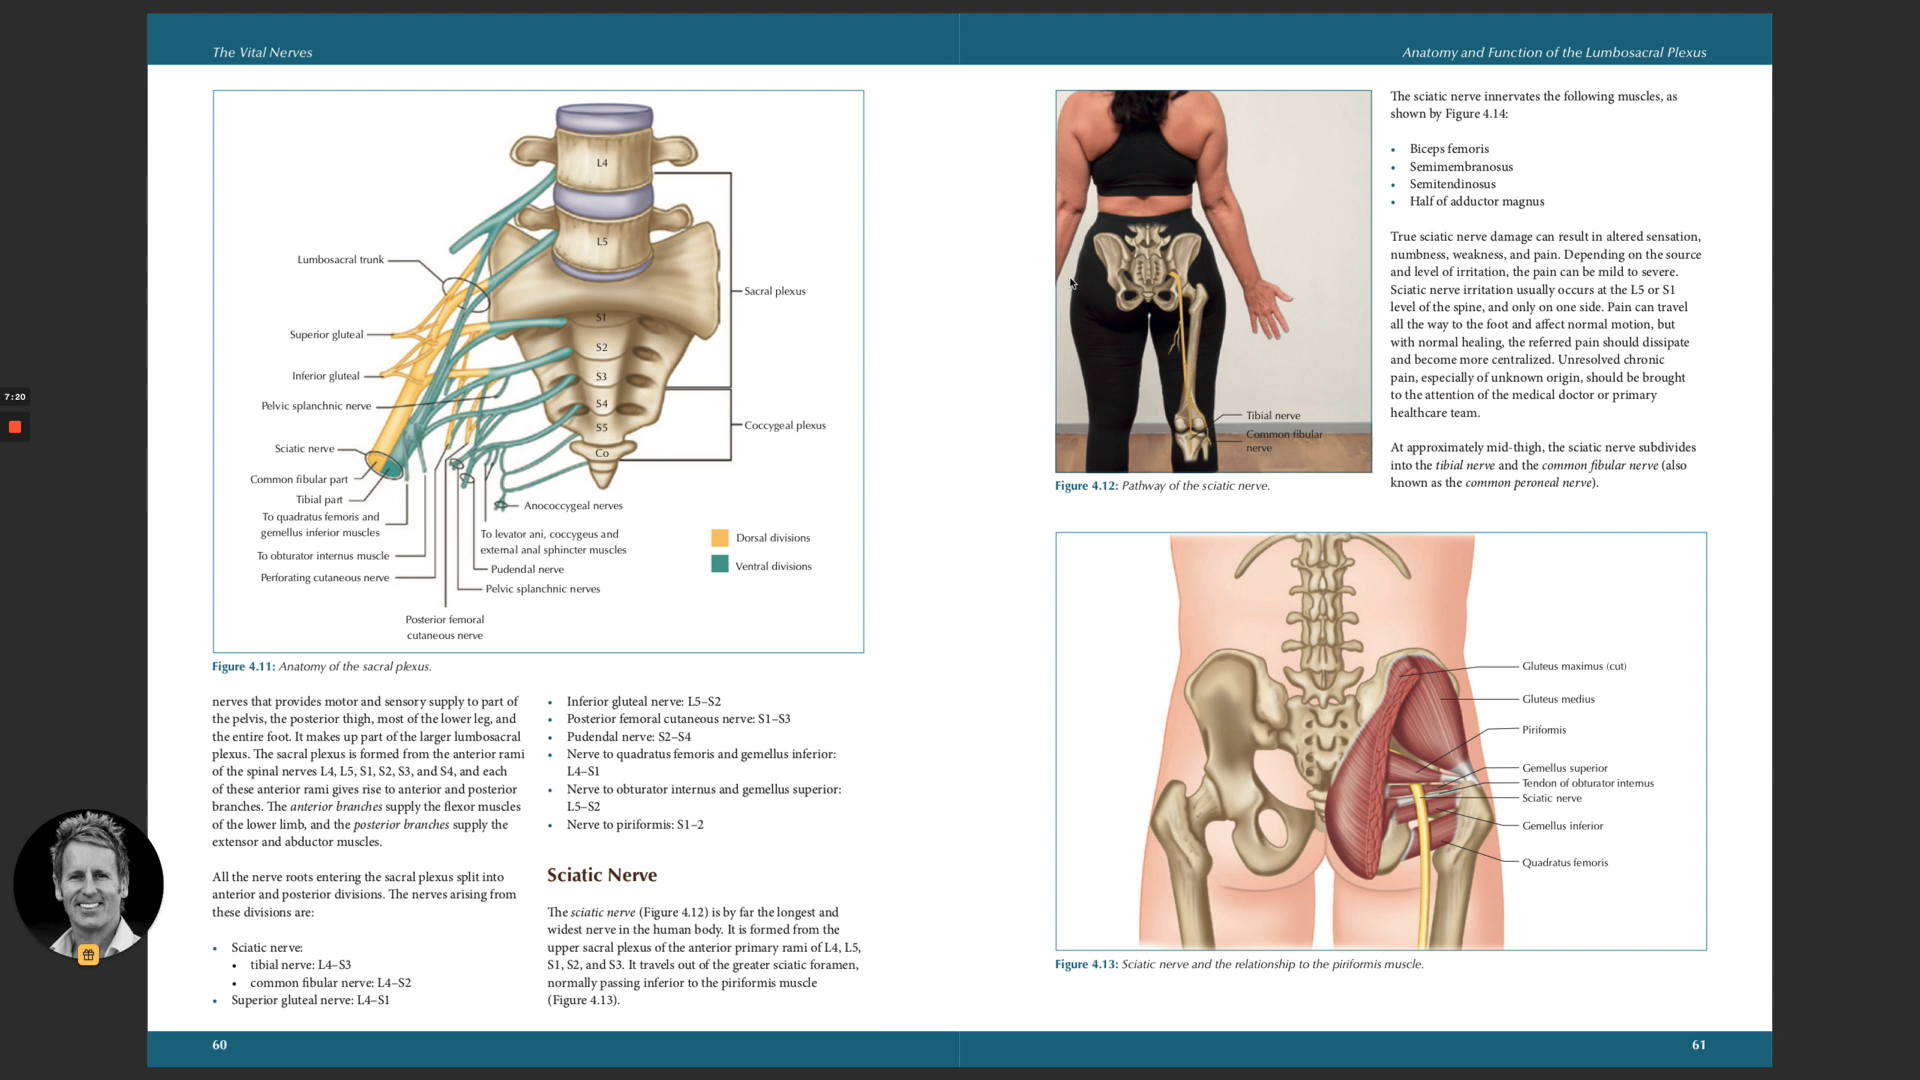 The Vital Nerves
L4
L5
S1
S2
S3
S4
S5
Co
Lumbosacral trunk
Superior gluteal
Inferior gluteal
Pelvic splanchnic nerve
Sciatic nerve
Common fibular part
Tibial part
To quadratus femoris and
gemellus inferior muscles
To obturator internus muscle
Perforating cutaneous nerve
Posterior femoral
cutaneous nerve
Sacral plexus
Coccygeal plexus
Anococcygeal nerves
To levator ani, coccygeus and
external anal sphincter muscles
Pudendal nerve
Pelvic splanchnic nerves
Dorsal divisions
Ventral divisions
Figure 4.11: Anatomy of the sacral plexus.
nerves that provides motor and sensory supply to part of
the pelvis, the posterior thigh, most of the lower leg, and
the entire foot. It makes up part of the larger lumbosacral
plexus. The sacral plexus is formed from the anterior rami
of the spinal nerves L4, L5, S1, S2, S3, and S4, and each
of these anterior rami gives rise to anterior and posterior
branches. The anterior branches supply the flexor muscles
of the lower limb, and the posterior branches supply the
extensor and abductor muscles.
All the nerve roots entering the sacral plexus split into
anterior and posterior divisions. The nerves arising from
these divisions are:
• Sciatic nerve:
• tibial nerve: L4–S3
• common fibular nerve: L4–S2
• Superior gluteal nerve: L4–S1
• Inferior gluteal nerve: L5–S2
• Posterior femoral cutaneous nerve: S1–S3
• Pudendal nerve: S2–S4
• Nerve to quadratus femoris and gemellus inferior:
L4–S1
• Nerve to obturator internus and gemellus superior:
L5–S2
• Nerve to piriformis: S1–2
Sciatic Nerve
The sciatic nerve (Figure 4.12) is by far the longest and
widest nerve in the human body. It is formed from the
upper sacral plexus of the anterior primary rami of L4, L5,
S1, S2, and S3. It travels out of the greater sciatic foramen,
normally passing inferior to the piriformis muscle
(Figure 4.13).
60
Anatomy and Function of the Lumbosacral Plexus
Tibial nerve
Common fibular
nerve
Figure 4.12: Pathway of the sciatic nerve.
The sciatic nerve innervates the following muscles, as
shown by Figure 4.14:
• Biceps femoris
• Semimembranosus
• Semitendinosus
• Half of adductor magnus
True sciatic nerve damage can result in altered sensation,
numbness, weakness, and pain. Depending on the source
and level of irritation, the pain can be mild to severe.
Sciatic nerve irritation usually occurs at the L5 or S1
level of the spine, and only on one side. Pain can travel
all the way to the foot and affect normal motion, but
with normal healing, the referred pain should dissipate
and become more centralized. Unresolved chronic
pain, especially of unknown origin, should be brought
to the attention of the medical doctor or primary
healthcare team.
At approximately mid-thigh, the sciatic nerve subdivides
into the tibial nerve and the common fibular nerve (also
known as the common peroneal nerve).
Gluteus maximus (cut)
Gluteus medius
Piriformis
Gemellus superior
Tendon of obturator internus
Sciatic nerve
Gemellus inferior
Quadratus femoris
Figure 4.13: Sciatic nerve and the relationship to the piriformis muscle.
61
7:20